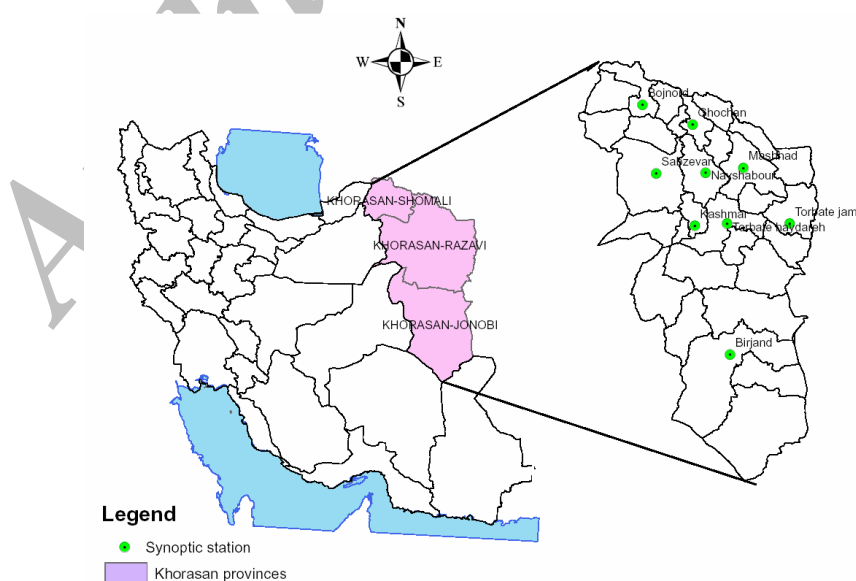 N
W E
S
Bojnord
Ghochan
Mashhad
Sabzevar
Nayshabour
KHORASAN-SHOMALI
Torbate jam
Kashmar
Torbate haydareh
KHORASAN-RAZAVI
KHORASAN-JONOBI
Birjand
Legend
Synoptic station
Khorasan provinces